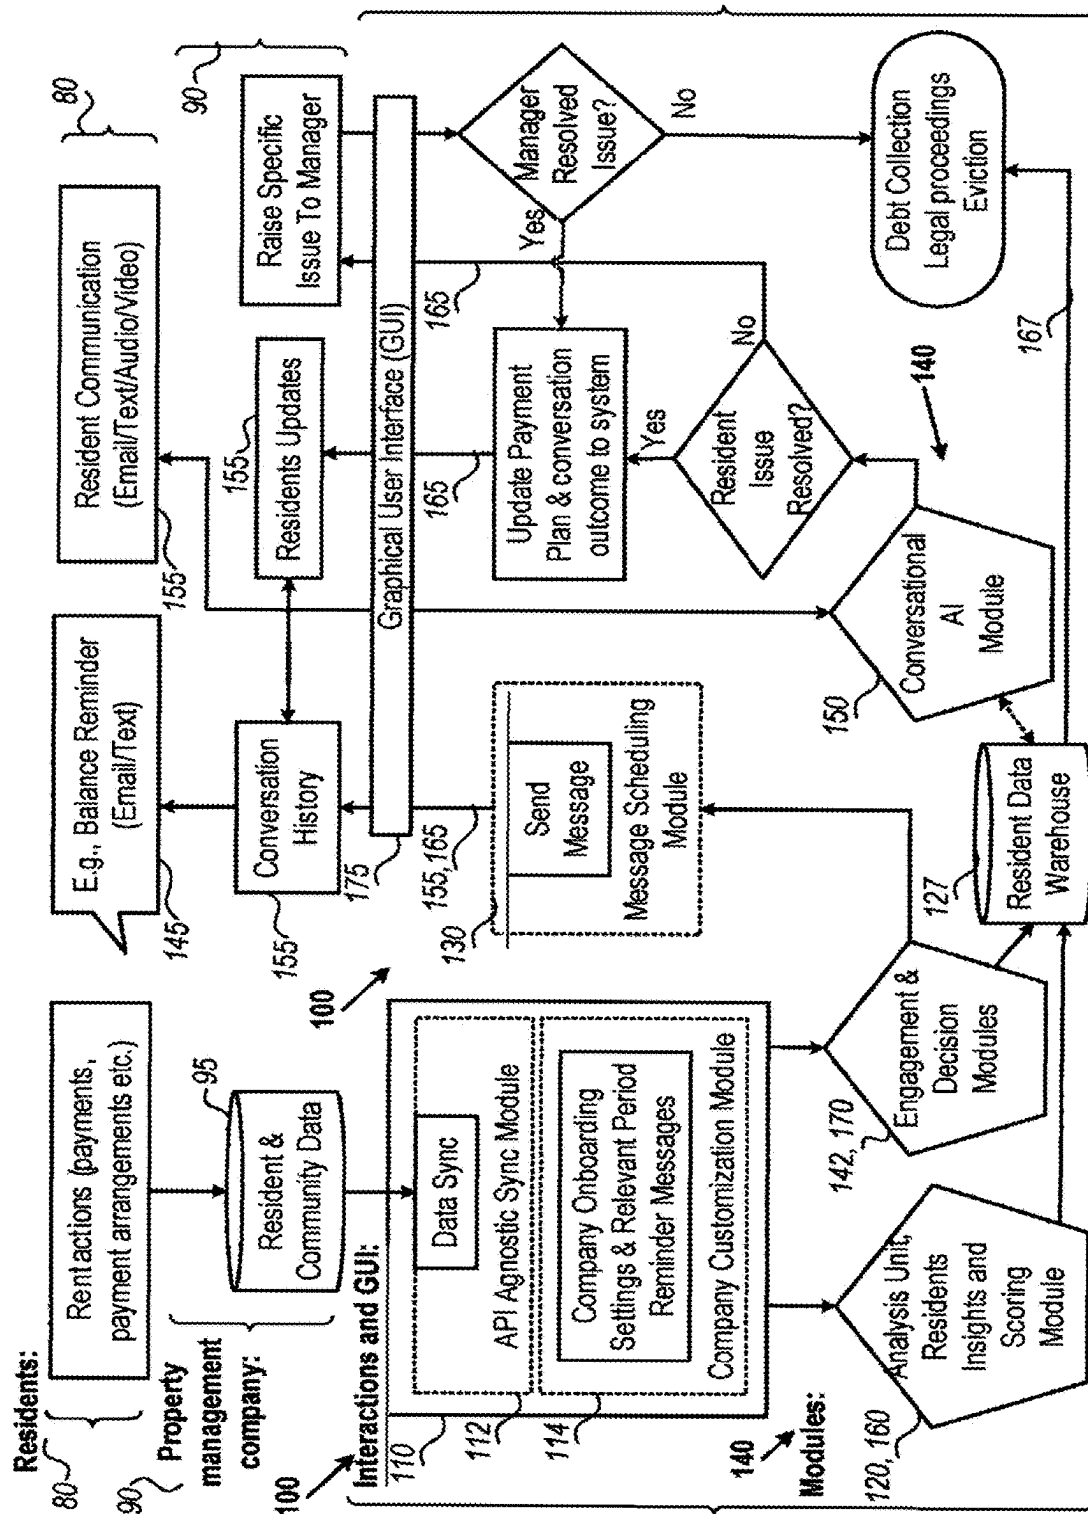 Residents:
80
Rent actions (payments,
payment arrangements etc.)
E.g., Balance Reminder
(Email/Text)
145
Resident Communication
(Email/Text/Audio/Video)
155
80
90
Property
management
company:
Resident &
Community Data
95
Conversation
History
155
Residents Updates
155
Raise Specific
Issue To Manager
90
100
Interactions and GUI:
100
Graphical User Interface (GUI)
175
110
Data Sync
API Agnostic Sync Module
112
Company Onboarding
Settings & Relevant Period
Reminder Messages
Company Customization Module
114
155,165
130
Send
Message
Message Scheduling
Module
165
Update Payment
Plan & conversation
outcome to system
165
Yes
Manager
Resolved
Issue?
No
Yes
Resident
Issue
Resolved?
No
140
Modules:
120, 160
Analysis Unit,
Residents
Insights and
Scoring
Module
142, 170
Engagement &
Decision
Modules
127
Resident Data
Warehouse
150
Conversational
AI
Module
140
Debt Collection
Legal proceedings
Eviction
167